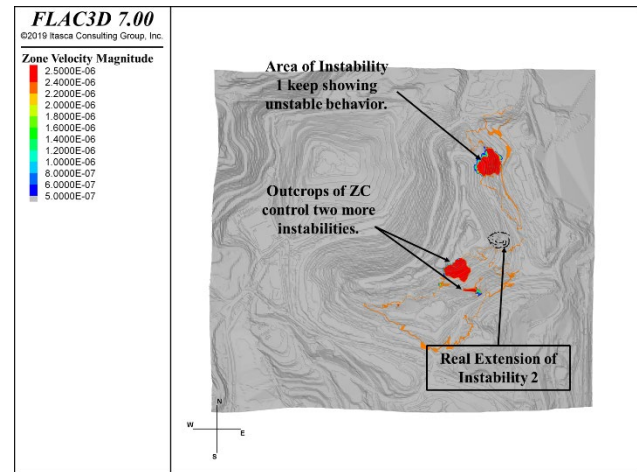 FLAC3D 7.00
©2019 Itasca Consulting Group, Inc.
Zone Velocity Magnitude
2.5000E-06
2.4000E-06
2.2000E-06
2.0000E-06
1.8000E-06
1.6000E-06
1.4000E-06
1.2000E-06
1.0000E-06
8.0000E-07
6.0000E-07
5.0000E-07
Area of Instability
1 keep showing
unstable behavior.
Outcrops of ZC
control two more
instabilities.
Real Extension of
Instability 2
N
W
E
S